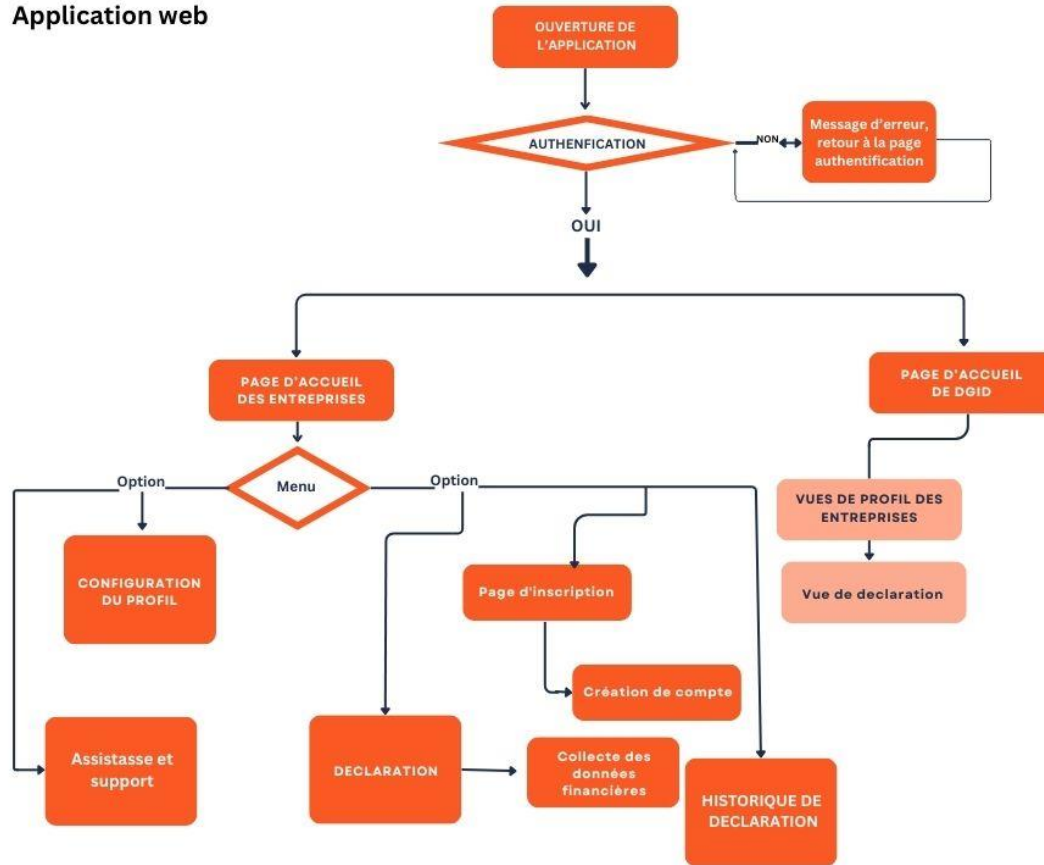 Application web
OUVERTURE DE
L'APPLICATION
AUTHENFICATION
NON
Message d'erreur,
retour à la page
authentification
OUI
PAGE D'ACCUEIL
DES ENTREPRISES
PAGE D'ACCUEIL
DE DGID
Option
Menu
Option
VUES DE PROFIL DES
ENTREPRISES
CONFIGURATION
DU PROFIL
Page d'inscription
Vue de declaration
Création de compte
Assistasse et
support
DECLARATION
Collecte des
données
financières
HISTORIQUE DE
DECLARATION